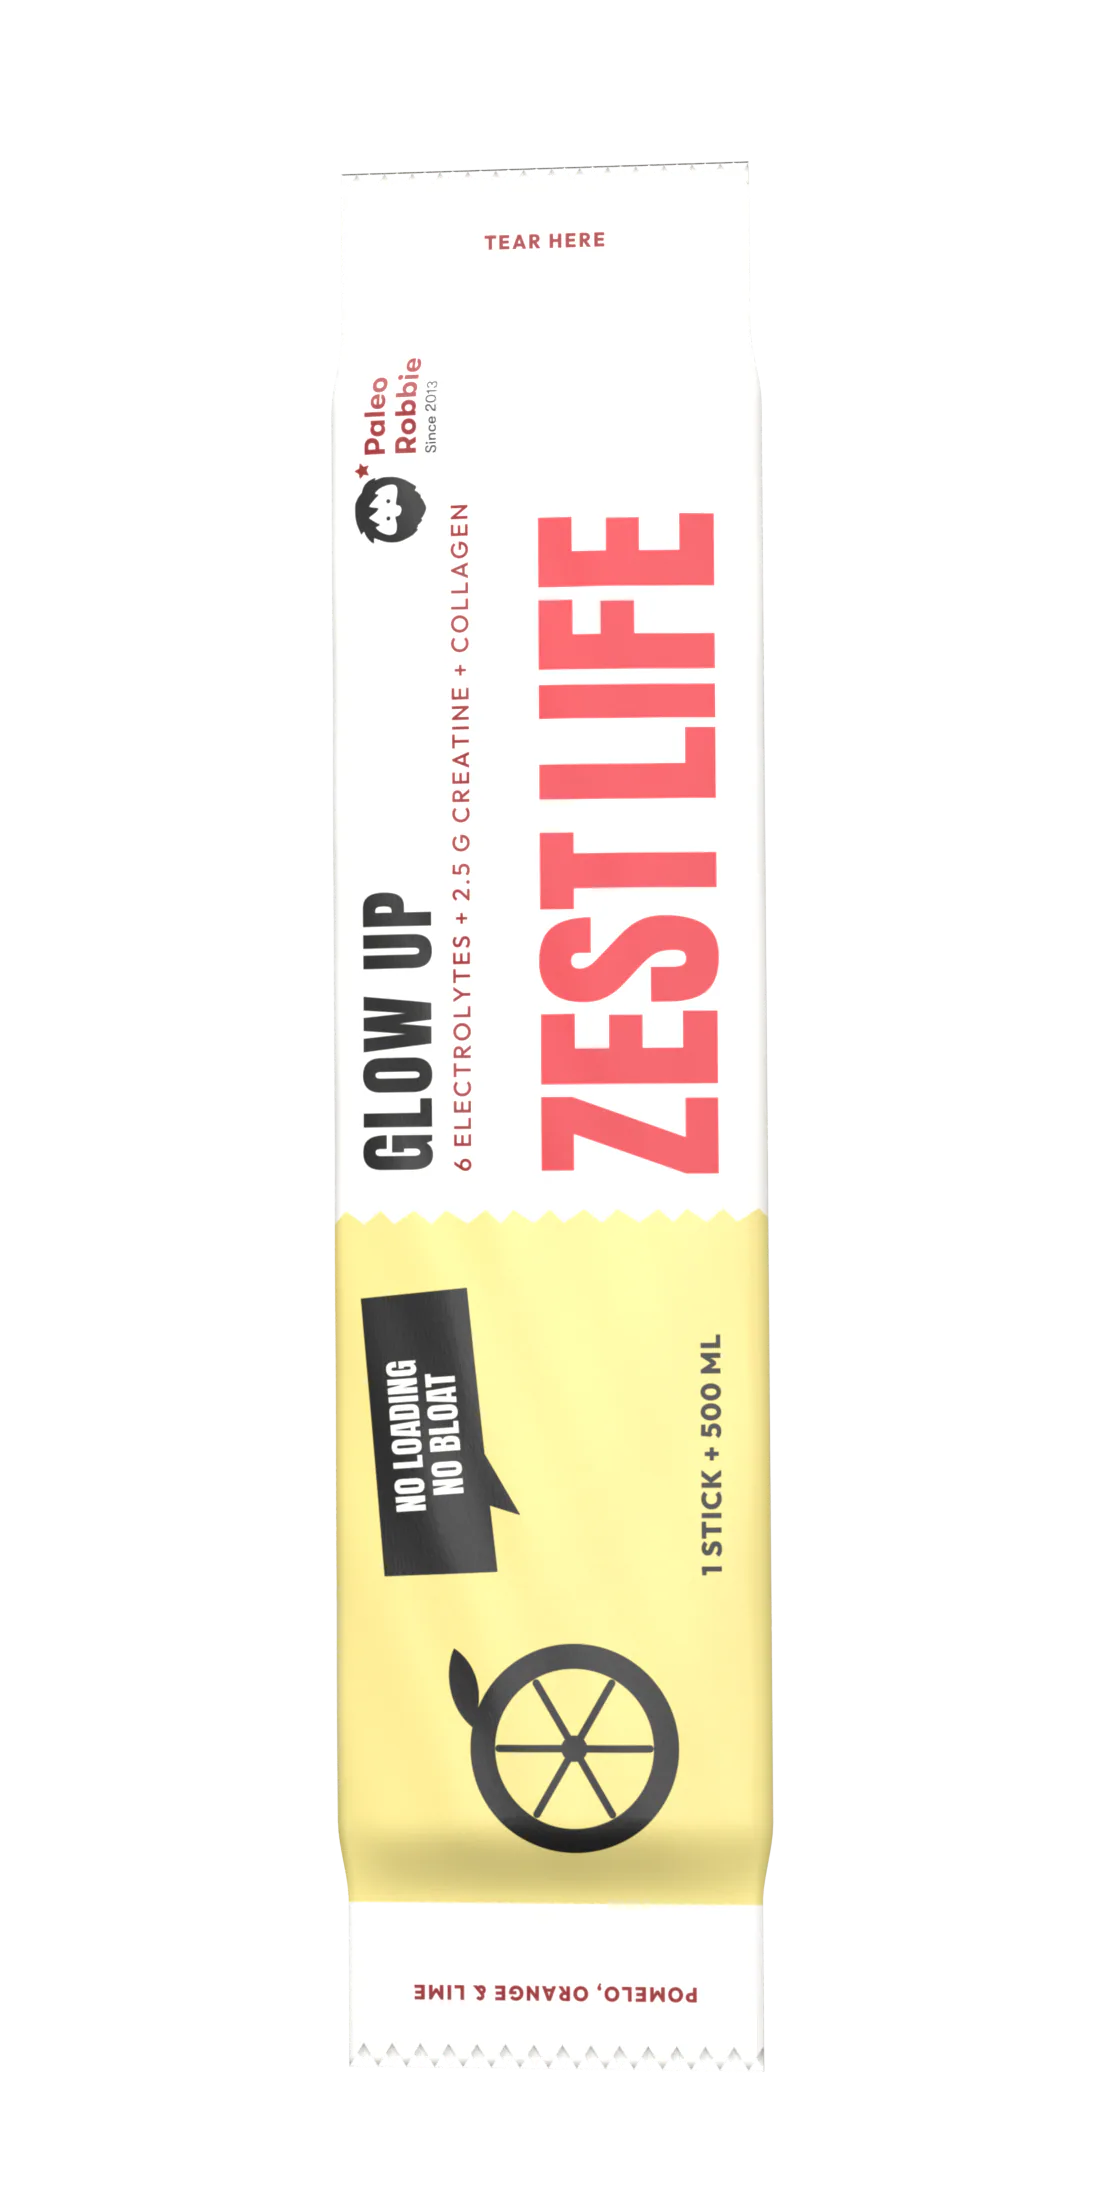 TEAR HERE
Paleo
Robbie
Since 2013
GLOW UP
6 ELECTROLYTES + 2.5 G CREATINE + COLLAGEN
ZEST LIFE
NO LOADING
NO BLOAT
1 STICK + 500 ML
POMELO, ORANGE & LIME